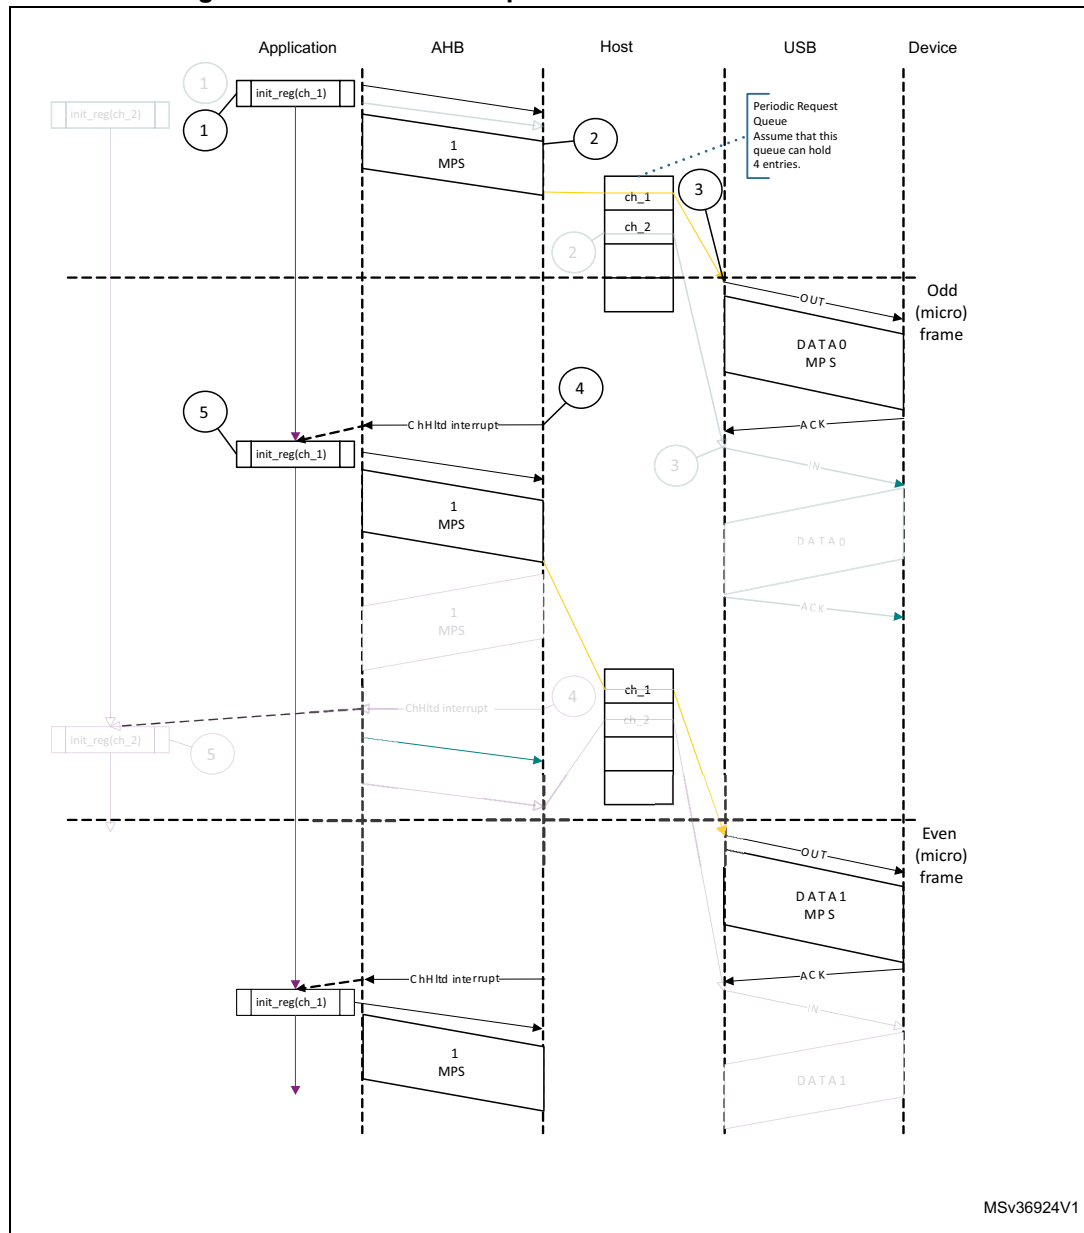 Application AHB Host USB Device
1
init_reg(ch_1)
init_reg(ch_2)
1
Periodic Request
Queue
Assume that this
queue can hold
4 entries.
1
MPS
2
3
ch_1
ch_2
2
Odd
(micro)
frame
OUT
DATA0
MPS
4
5
ChHltd interrupt
ACK
init_reg(ch_1)
3
IN
1
MPS
DATA0
ACK
1
MPS
4
ch_1
ChHltd interrupt
ch_2
init_reg(ch_2)
5
Even
(micro)
frame
OUT
DATA1
MPS
ChHltd interrupt
ACK
init_reg(ch_1)
IN
1
MPS
DATA1
MSv36924V1